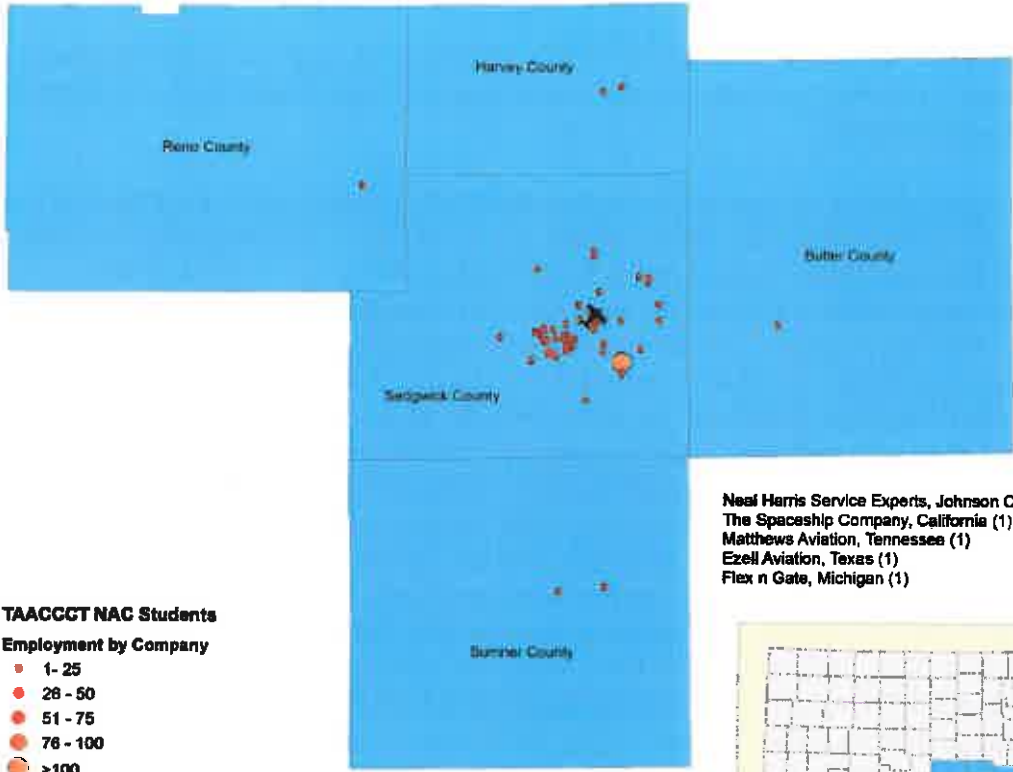 Harvey County
Reno County
Butler County
Sedgwick County
Neal Harris Service Experts, Johnson C
The Spaceship Company, California (1)
Matthews Aviation, Tennessee (1)
Ezell Aviation, Texas (1)
Flex n Gate, Michigan (1)
TAACCCT NAC Students
Employment by Company
1- 25
26 - 50
51 - 75
76 - 100
>100
Sumner County